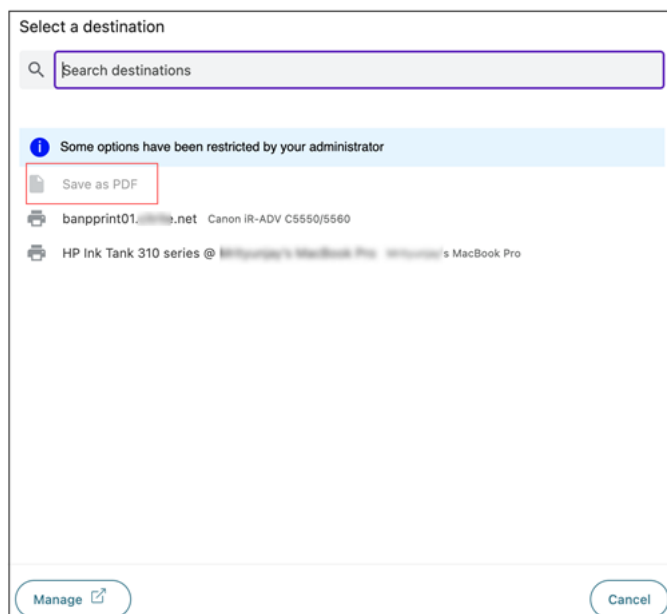 Select a destination
Search destinations
Some options have been restricted by your administrator
Save as PDF
banpprint01. .net Canon iR-ADV C5550/5560
HP Ink Tank 310 series @ 's MacBook Pro
Manage
Cancel